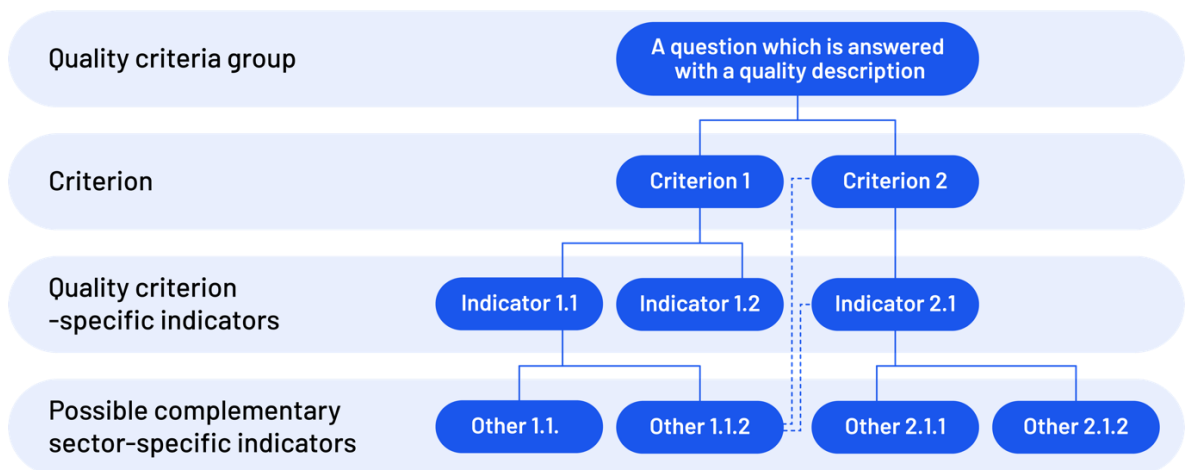 Quality criteria group
A question which is answered
with a quality description
Criterion
Criterion 1
Criterion 2
Quality criterion
-specific indicators
Indicator 1.1
Indicator 1.2
Indicator 2.1
Possible complementary
sector-specific indicators
Other 1.1.
Other 1.1.2
Other 2.1.1
Other 2.1.2